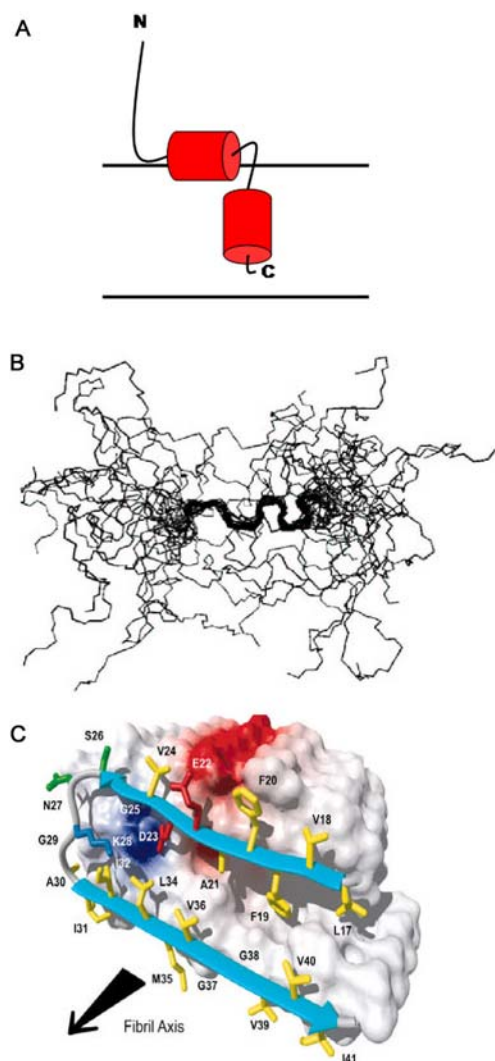 A
N
C
B
C
S26
V24
E22
F20
N27
G25
V18
G29
K28
D23
I32
A30
L34
A21
L17
I31
V36
F19
G38
V40
M35
G37
Fibril Axis
V39
I41